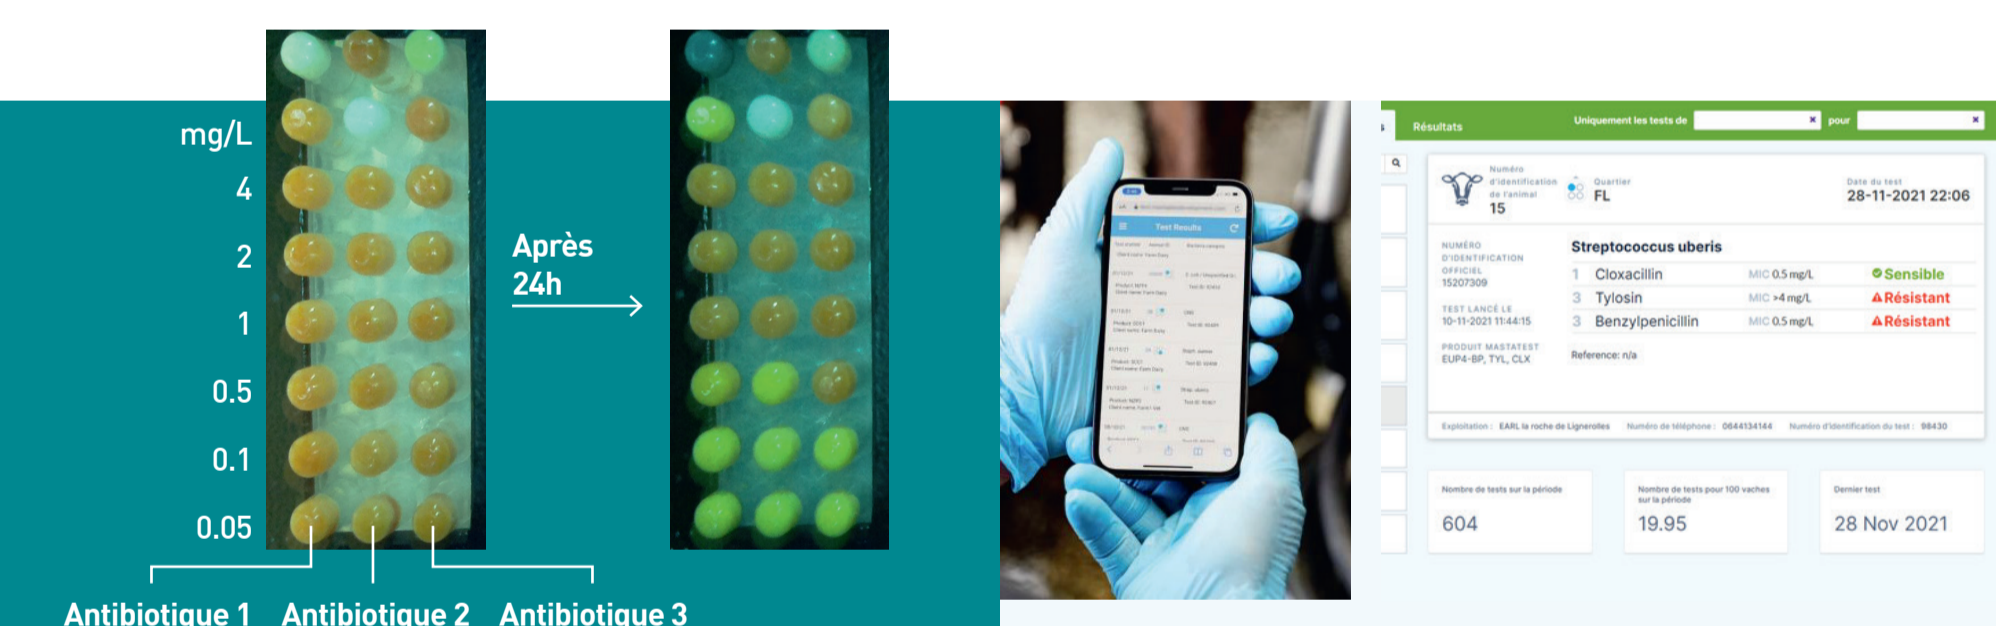 mg/L
4
2
1
0.5
0.1
0.05
Après
24h
Antibiotique 1
Antibiotique 2
Antibiotique 3
Test Results
Résultats
Uniquement les tests de
pour
Numéro
d'identification
de l'animal
15
Quartier
FL
Date du test
28-11-2021 22:06
NUMÉRO
D'IDENTIFICATION
OFFICIEL
15207309
TEST LANCÉ LE
10-11-2021 11:44:15
PRODUIT MASTATEST
EUP4-BP, TYL, CLX
Streptococcus uberis
1 Cloxacillin MIC 0.5 mg/L Sensible
3 Tylosin MIC >4 mg/L Résistant
3 Benzylpenicillin MIC 0.5 mg/L Résistant
Reference: n/a
Exploitation : EARL la roche de Lignerolles Numéro de téléphone : 0644134144 Numéro d'identification du test : 98430
Nombre de tests sur la période
604
Nombre de tests pour 100 vaches
sur la période
19.95
Dernier test
28 Nov 2021